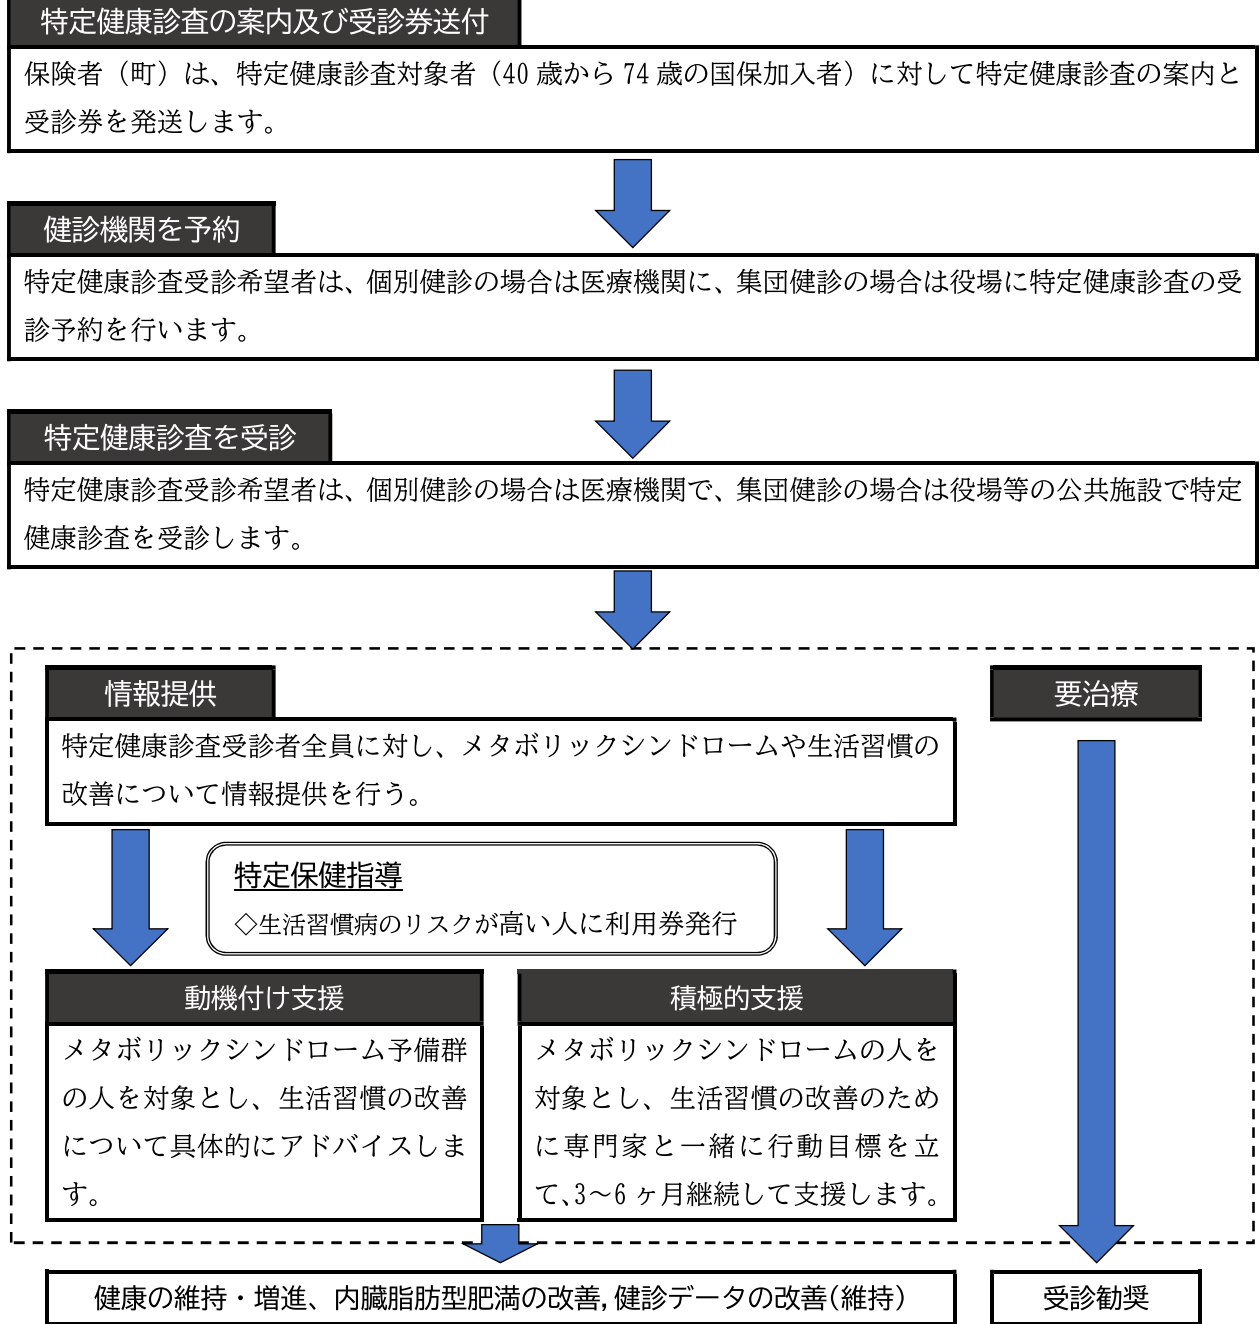 特定健康診査の案内及び受診券送付
保険者（町）は、特定健康診査対象者（40 歳から 74 歳の国保加入者）に対して特定健康診査の案内と
受診券を発送します。
健診機関を予約
特定健康診査受診希望者は、個別健診の場合は医療機関に、集団健診の場合は役場に特定健康診査の受
診予約を行います。
特定健康診査を受診
特定健康診査受診希望者は、個別健診の場合は医療機関で、集団健診の場合は役場等の公共施設で特定
健康診査を受診します。
情報提供
特定健康診査受診者全員に対し、メタボリックシンドロームや生活習慣の
改善について情報提供を行う。
要治療
特定保健指導
◇生活習慣病のリスクが高い人に利用券発行
動機付け支援
メタボリックシンドローム予備群
の人を対象とし、生活習慣の改善
について具体的にアドバイスしま
す。
積極的支援
メタボリックシンドロームの人を
対象とし、生活習慣の改善のため
に専門家と一緒に行動目標を立
て、3～6 ヶ月継続して支援します。
健康の維持・増進、内臓脂肪型肥満の改善,健診データの改善(維持)
受診勧奨